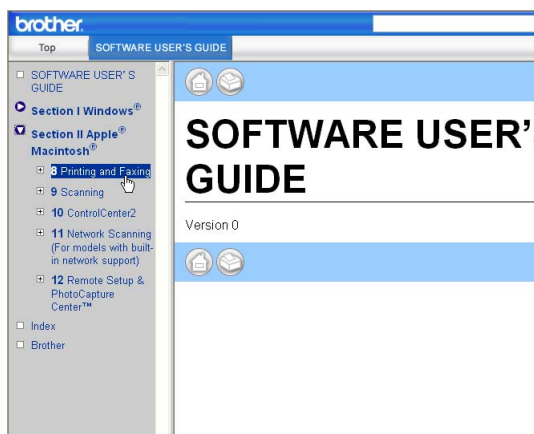 brother.
Top
SOFTWARE USER'S GUIDE
SOFTWARE USER' S
GUIDE
Section I Windows®
Section II Apple®
Macintosh®
8 Printing and Faxing
9 Scanning
10 ControlCenter2
11 Network Scanning
(For models with built-
in network support)
12 Remote Setup &
PhotoCapture
Center™
Index
Brother
SOFTWARE USER'
GUIDE
Version 0